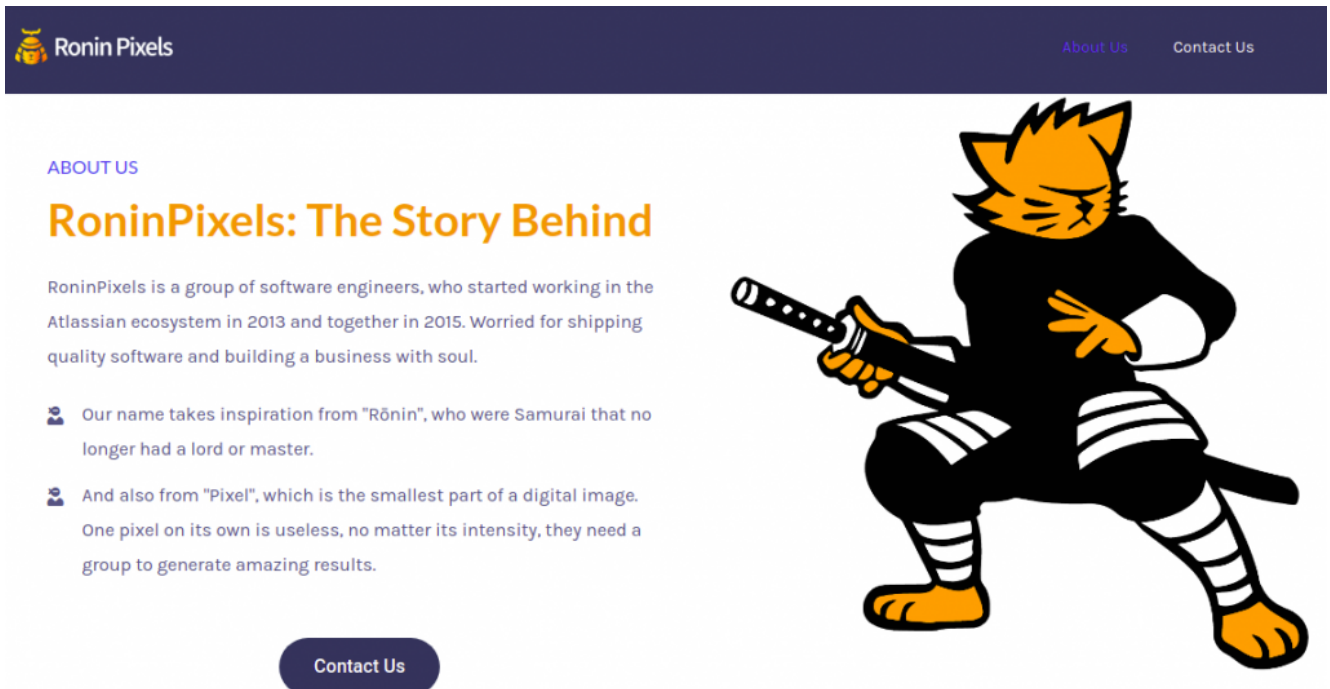 Ronin Pixels
About Us
Contact Us
ABOUT US
RoninPixels: The Story Behind
RoninPixels is a group of software engineers, who started working in the
Atlassian ecosystem in 2013 and together in 2015. Worried for shipping
quality software and building a business with soul.
Our name takes inspiration from "Rōnin", who were Samurai that no
longer had a lord or master.
And also from "Pixel", which is the smallest part of a digital image.
One pixel on its own is useless, no matter its intensity, they need a
group to generate amazing results.
Contact Us